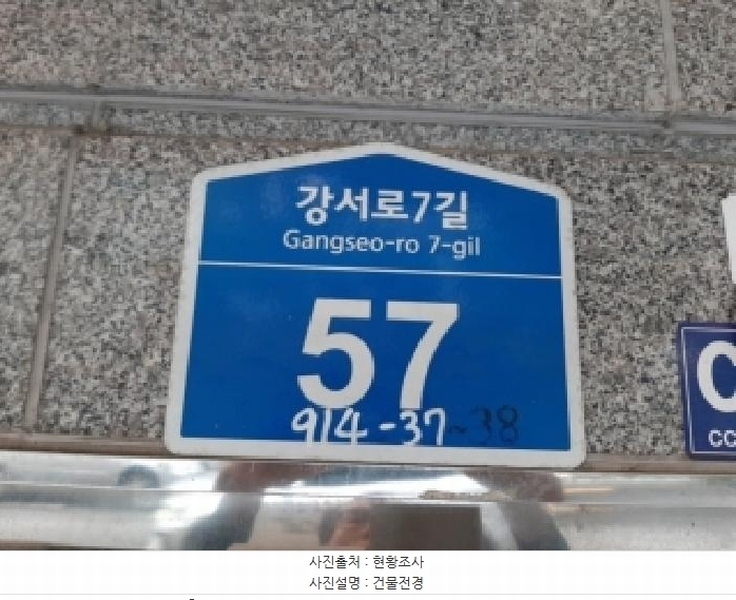 강서로7길
Gangseo-ro 7-gil
57
914-37~38
C
CC
사진출처 : 현황조사
사진설명 : 건물전경